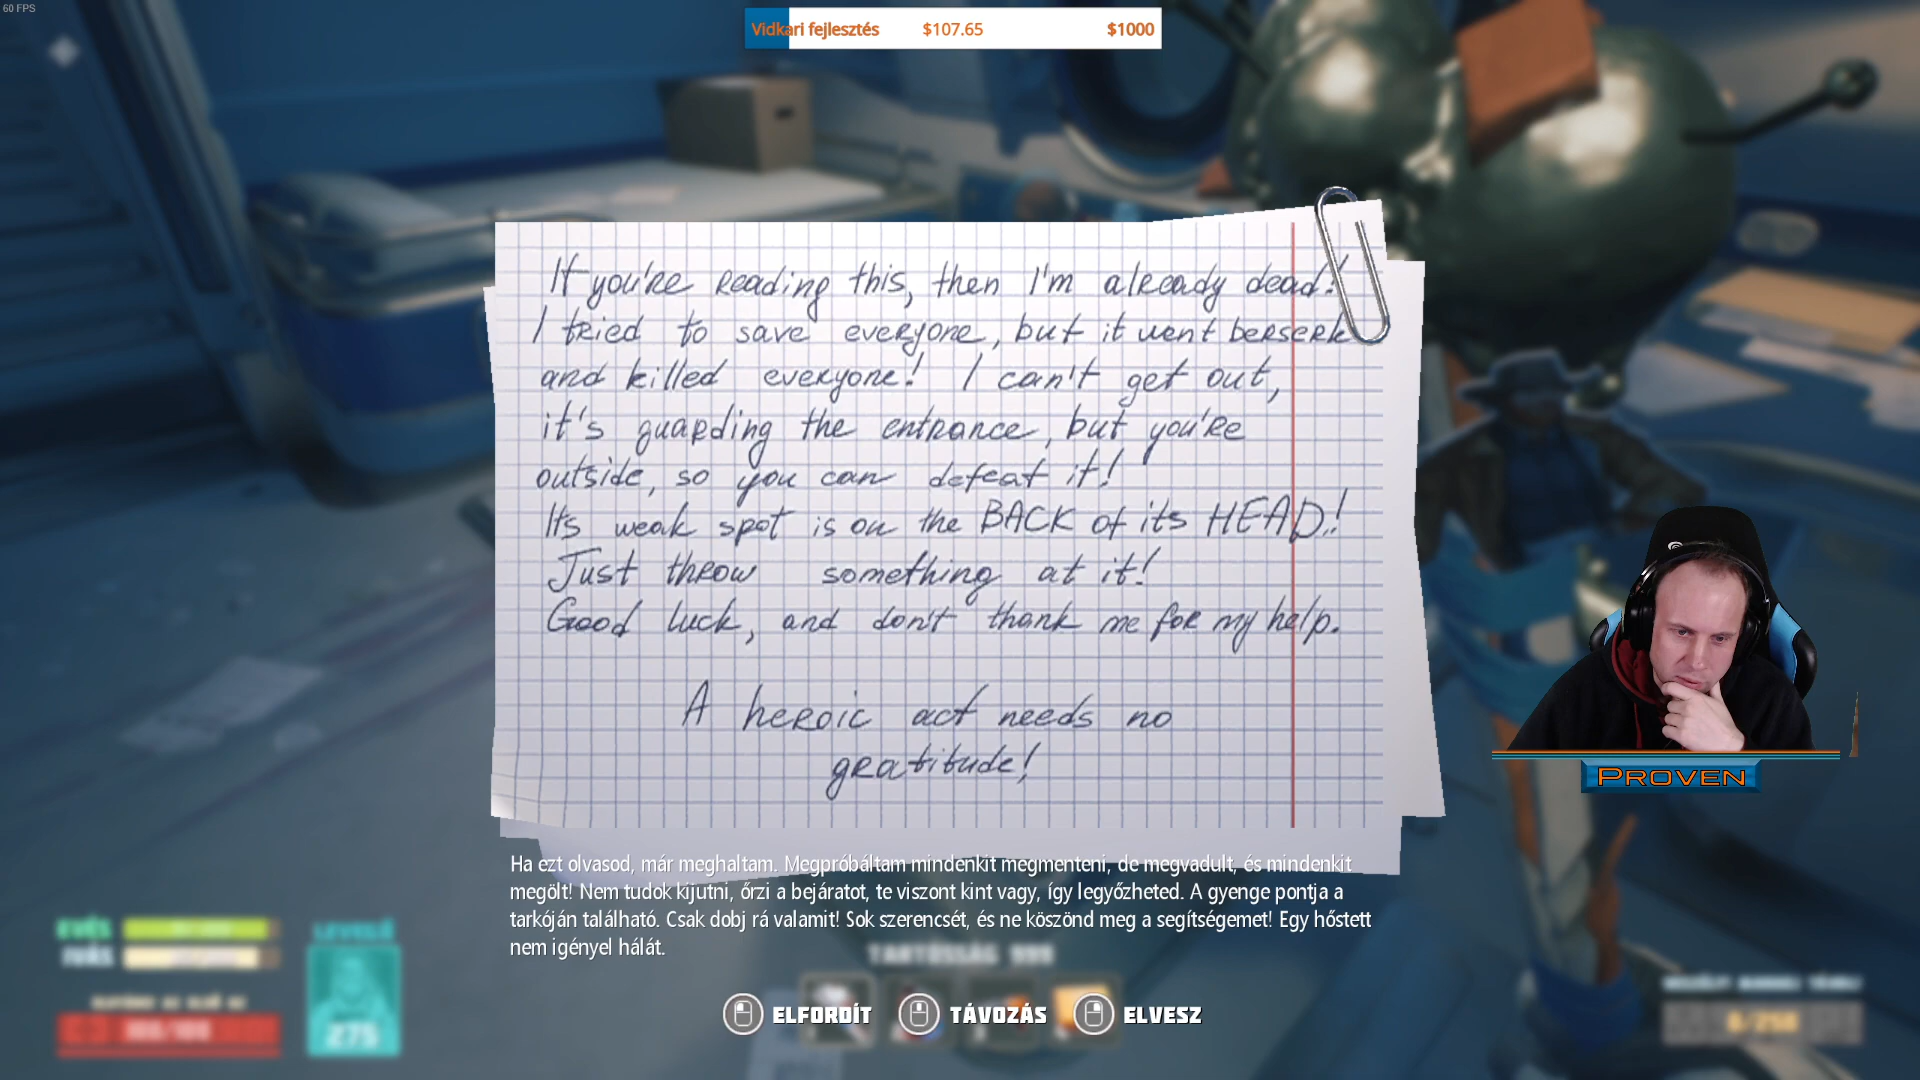 60 FPS
Vidkari fejlesztés $107.65 $1000
If you're reading this, then I'm already dead!
I tried to save everyone, but it went berserk
and killed everyone! I can't get out,
it's guarding the entrance, but you're
outside, so you can defeat it!
Its weak spot is on the BACK of its HEAD!
Just throw something at it!
Good luck, and don't thank me for my help.
A heroic act needs no
gratitude!
PROVEN
Ha ezt olvasod, már meghaltam. Megpróbáltam mindenkit megmenteni, de megvadult, és mindenkit
megölt! Nem tudok kijutni, őrzi a bejáratot, te viszont kint vagy, így legyőzheted. A gyenge pontja a
tarkóján található. Csak dobj rá valamit! Sok szerencsét, és ne köszönd meg a segítségemet! Egy hőstett
nem igényel hálát.
EVÉS
IVÁS
LEVEGŐ
275
TARTÓSSÁG 999
ELFORDÍT TÁVOZÁS ELVESZ